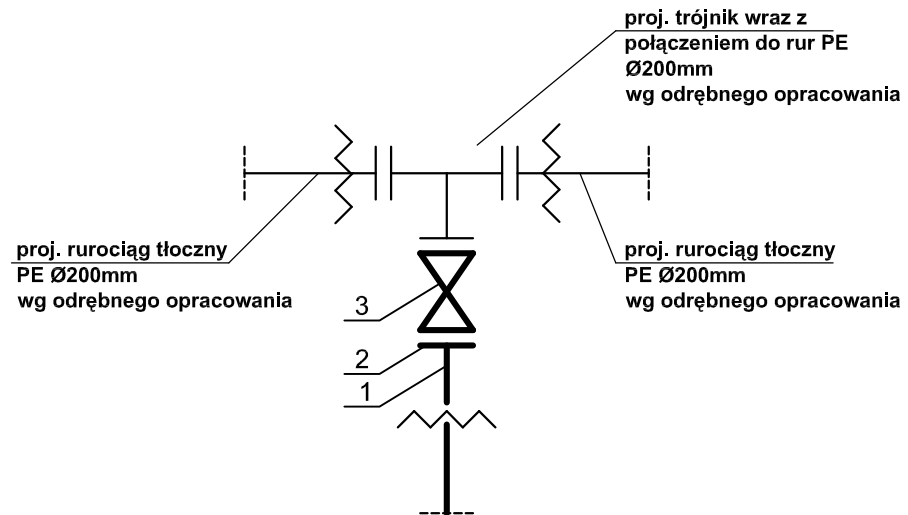 proj. trójnik wraz z
połączeniem do rur PE
Ø200mm
wg odrębnego opracowania
proj. rurociąg tłoczny
PE Ø200mm
wg odrębnego opracowania
proj. rurociąg tłoczny
PE Ø200mm
wg odrębnego opracowania
3
2
1